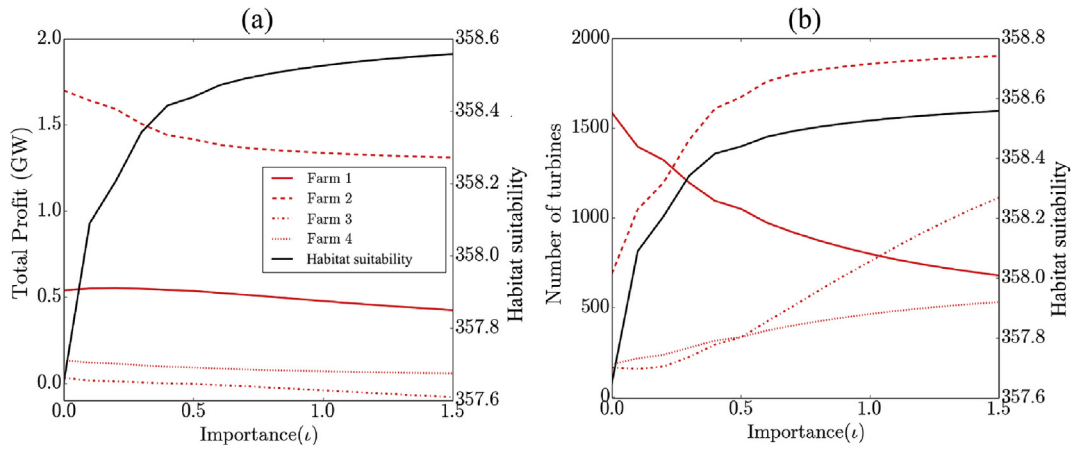 (a)
Total Profit (GW)
2.0
1.5
1.0
0.5
0.0
358.6
358.4
358.2
358.0
357.8
357.6
Habitat suitability
Farm 1
Farm 2
Farm 3
Farm 4
Habitat suitability
0.0 0.5 1.0 1.5
Importance(ι)
(b)
Number of turbines
2000
1500
1000
500
0
358.8
358.6
358.4
358.2
358.0
357.8
357.6
Habitat suitability
0.0 0.5 1.0 1.5
Importance(ι)